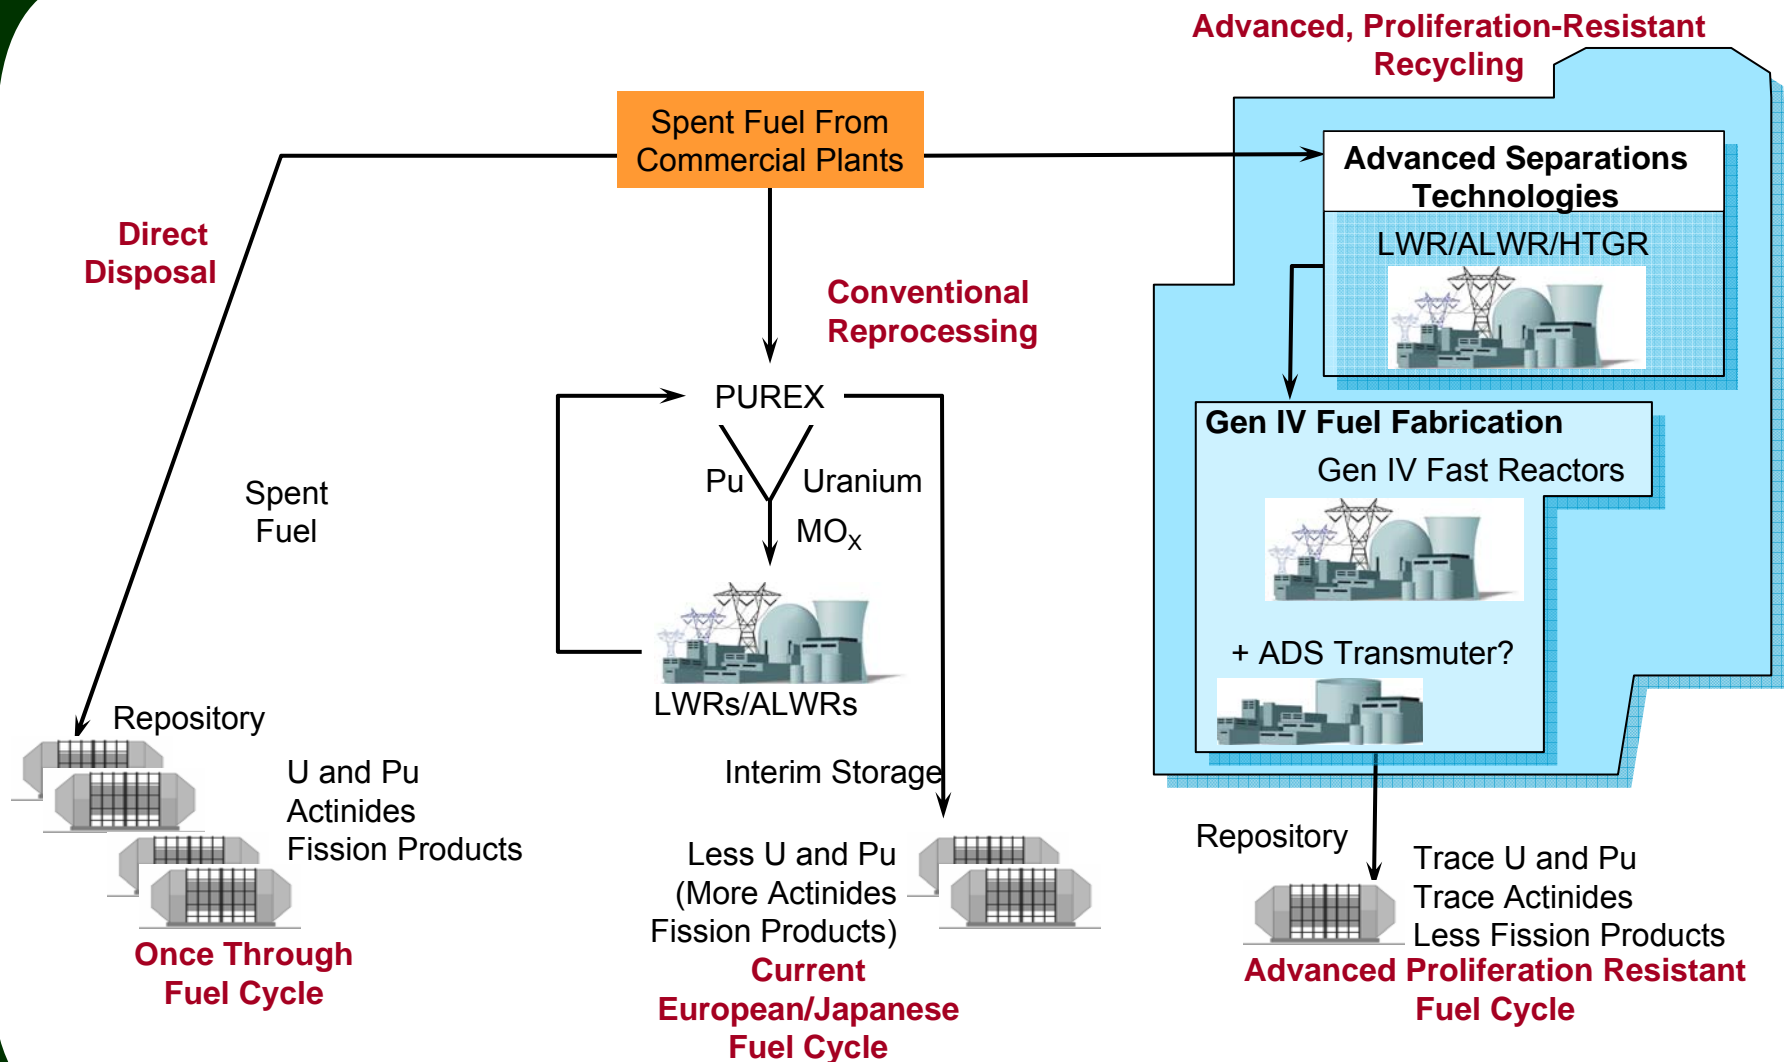 Advanced, Proliferation-Resistant
Recycling
Spent Fuel From
Commercial Plants
Advanced Separations
Technologies
LWR/ALWR/HTGR
Direct
Disposal
Conventional
Reprocessing
PUREX
Gen IV Fuel Fabrication
Gen IV Fast Reactors
Pu
Uranium
Spent
Fuel
MOX
+ ADS Transmuter?
LWRs/ALWRs
Repository
U and Pu
Actinides
Fission Products
Interim Storage
Less U and Pu
(More Actinides
Fission Products)
Repository
Trace U and Pu
Trace Actinides
Less Fission Products
Once Through
Fuel Cycle
Current
European/Japanese
Fuel Cycle
Advanced Proliferation Resistant
Fuel Cycle